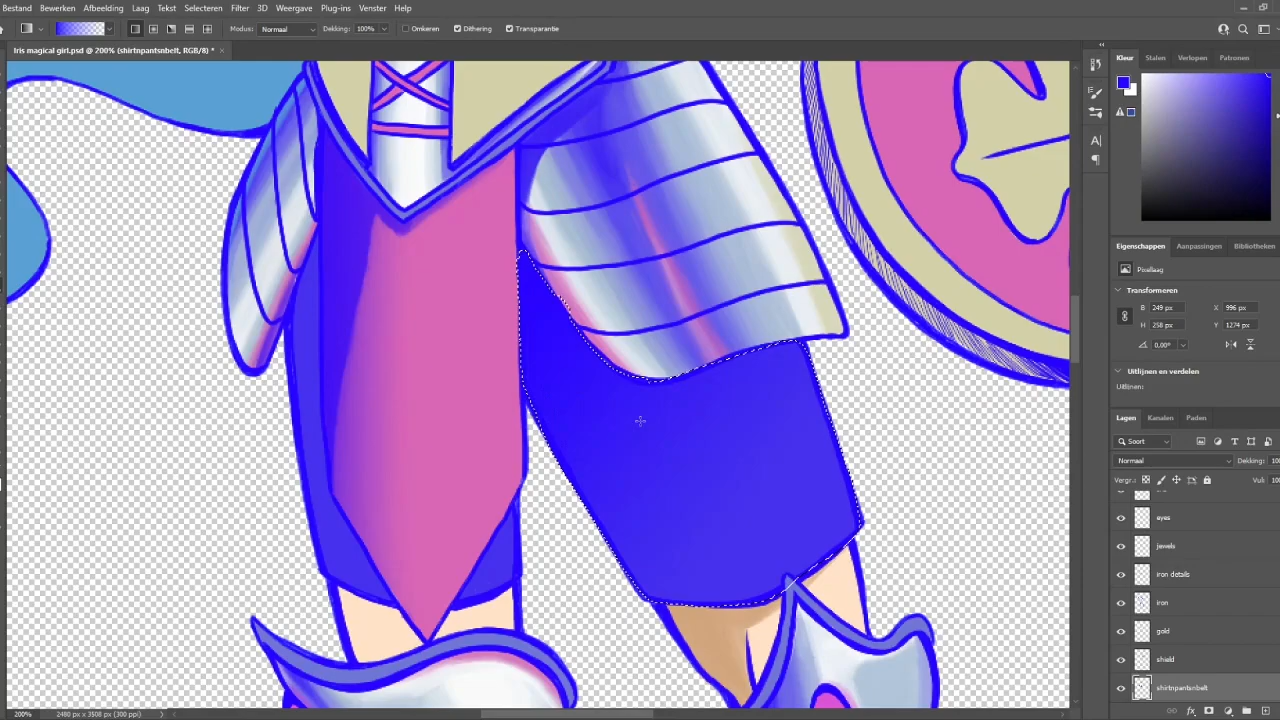 Bestand Bewerken Afbeelding Laag Tekst Selecteren Filter 3D Weergave Plug-ins Venster Help
Modus: Normaal Dekking: 100% Omkeren Dithering Transparantie
Iris magical girl.psd @ 200% (shirtnpantsnbelt, RGB/8) * ×
Kleur Stalen Verlopen Patronen
Eigenschappen Aanpassingen Bibliotheken
Pixellaag
Transformeren
B 249 px X 996 px
H 258 px Y 1274 px
0,00°
Uitlijnen en verdelen
Uitlijnen:
Lagen Kanalen Paden
Soort
Normaal Dekking: 100
Vergr.: Vul: 100
eyes
jewels
iron details
iron
gold
shield
shirtnpantsnbelt
200% 2480 px x 3508 px (300 ppi)